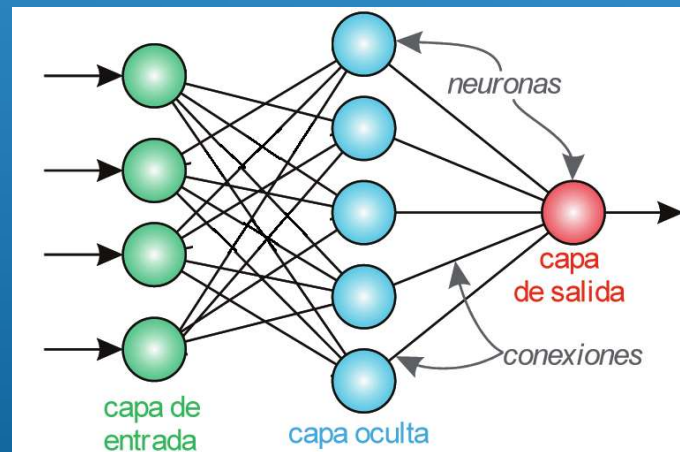 neuronas
capa
de salida
conexiones
capa de
entrada
capa oculta